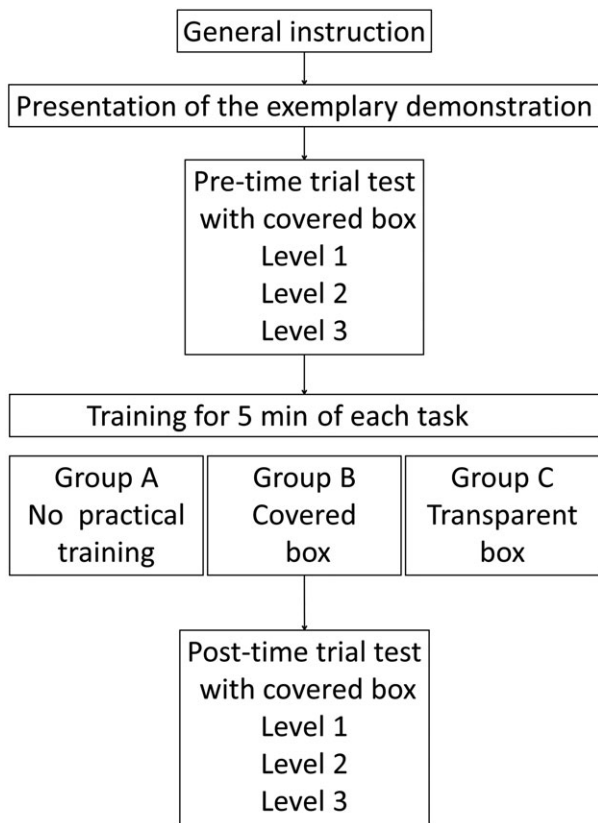 General instruction
Presentation of the exemplary demonstration
Pre-time trial test
with covered box
Level 1
Level 2
Level 3
Training for 5 min of each task
Group A
No practical
training
Group B
Covered
box
Group C
Transparent
box
Post-time trial test
with covered box
Level 1
Level 2
Level 3